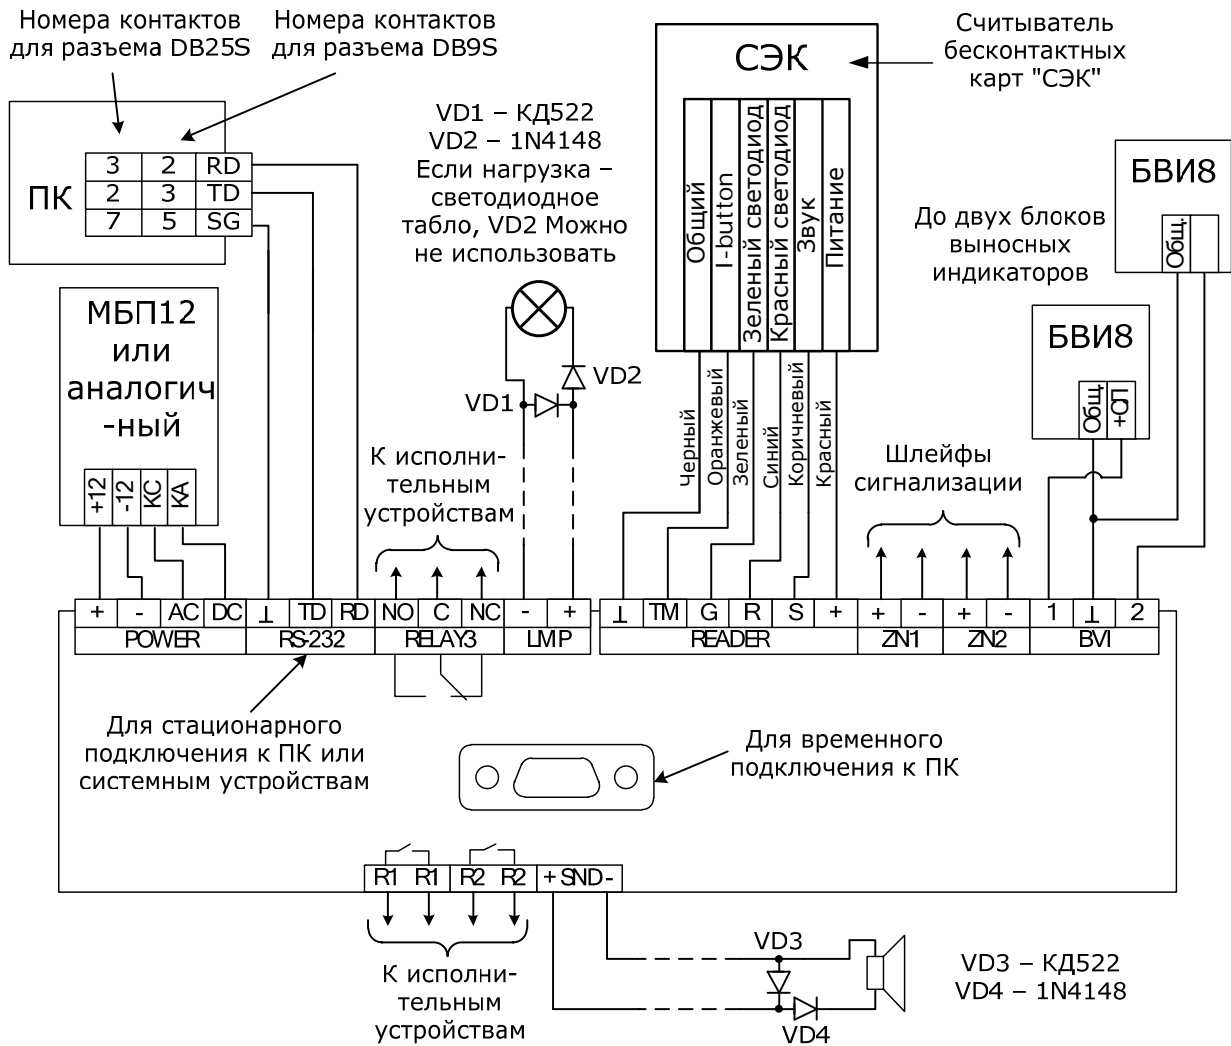 Номера контактов
для разъема DB25S
Номера контактов
для разъема DB9S
ПК
3 2 RD
2 3 TD
7 5 SG
VD1 – КД522
VD2 – 1N4148
Если нагрузка –
светодиодное
табло, VD2 Можно
не использовать
VD2
VD1
СЭК
Общий
I-button
Зеленый светодиод
Красный светодиод
Звук
Питание
Считыватель
бесконтактных
карт "СЭК"
Черный
Оранжевый
Зеленый
Синий
Коричневый
Красный
До двух блоков
выносных
индикаторов
БВИ8
Общ.
БВИ8
Общ.
+ОП
МБП12
или
аналогич
-ный
+12
-12
КС
КА
К исполни-
тельным
устройствам
Шлейфы
сигнализации
+ - AC DC ⊥ TD RD NO C NC - + ⊥ TM G R S + + - + - 1 ⊥ 2
POWER RS-232 RELAY3 LMP READER ZN1 ZN2 BVI
Для стационарного
подключения к ПК или
системным устройствам
Для временного
подключения к ПК
R1 R1 R2 R2 + SND -
К исполни-
тельным
устройствам
VD3
VD4
VD3 – КД522
VD4 – 1N4148